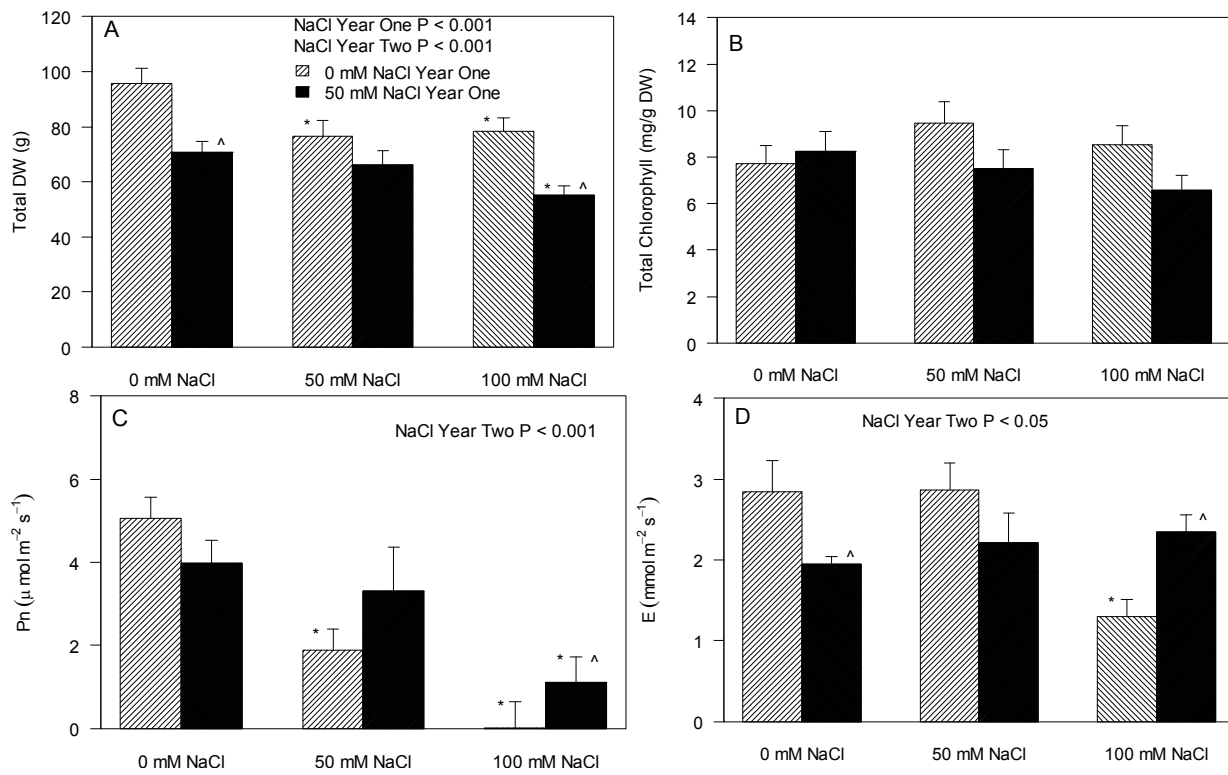 A
NaCl Year One P < 0.001
NaCl Year Two P < 0.001
0 mM NaCl Year One
50 mM NaCl Year One
Total DW (g)
120
100
80
60
40
20
0
* * ^ * ^
0 mM NaCl 50 mM NaCl 100 mM NaCl
B
Total Chlorophyll (mg/g DW)
14
12
10
8
6
4
2
0
0 mM NaCl 50 mM NaCl 100 mM NaCl
C
NaCl Year Two P < 0.001
Pn (μ mol m−2 s−1)
8
6
4
2
0
* * ^ *
0 mM NaCl 50 mM NaCl 100 mM NaCl
D
NaCl Year Two P < 0.05
E (mmol m−2 s−1)
4
3
2
1
0
^ ^ *
0 mM NaCl 50 mM NaCl 100 mM NaCl